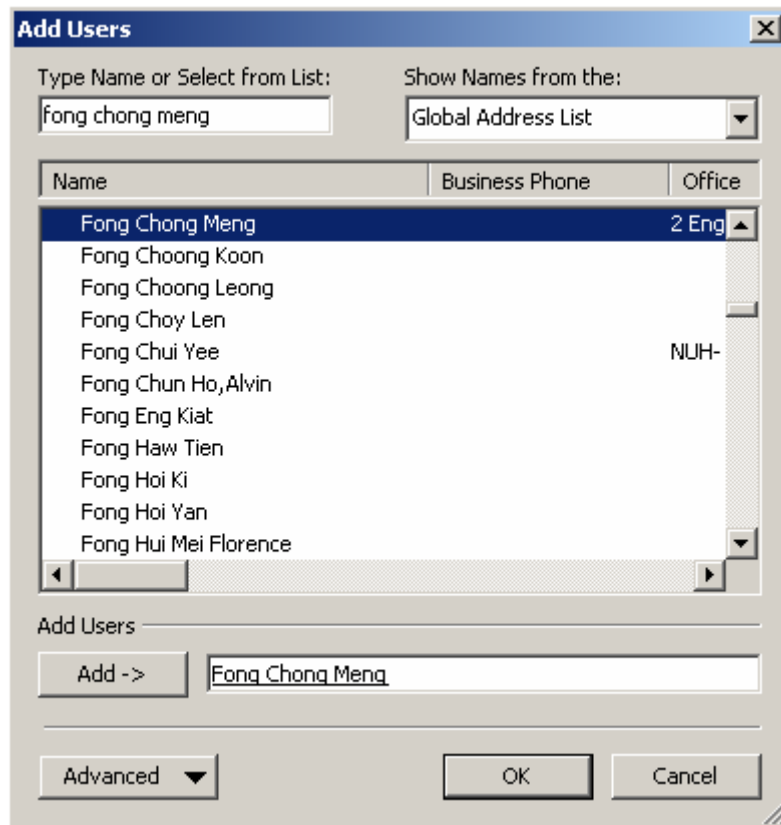 Add Users
Type Name or Select from List: Show Names from the:
fong chong meng Global Address List
Name Business Phone Office
Fong Chong Meng 2 Eng
Fong Choong Koon
Fong Choong Leong
Fong Choy Len
Fong Chui Yee NUH-
Fong Chun Ho,Alvin
Fong Eng Kiat
Fong Haw Tien
Fong Hoi Ki
Fong Hoi Yan
Fong Hui Mei Florence
Add Users
Add -> Fong Chong Meng
Advanced OK Cancel